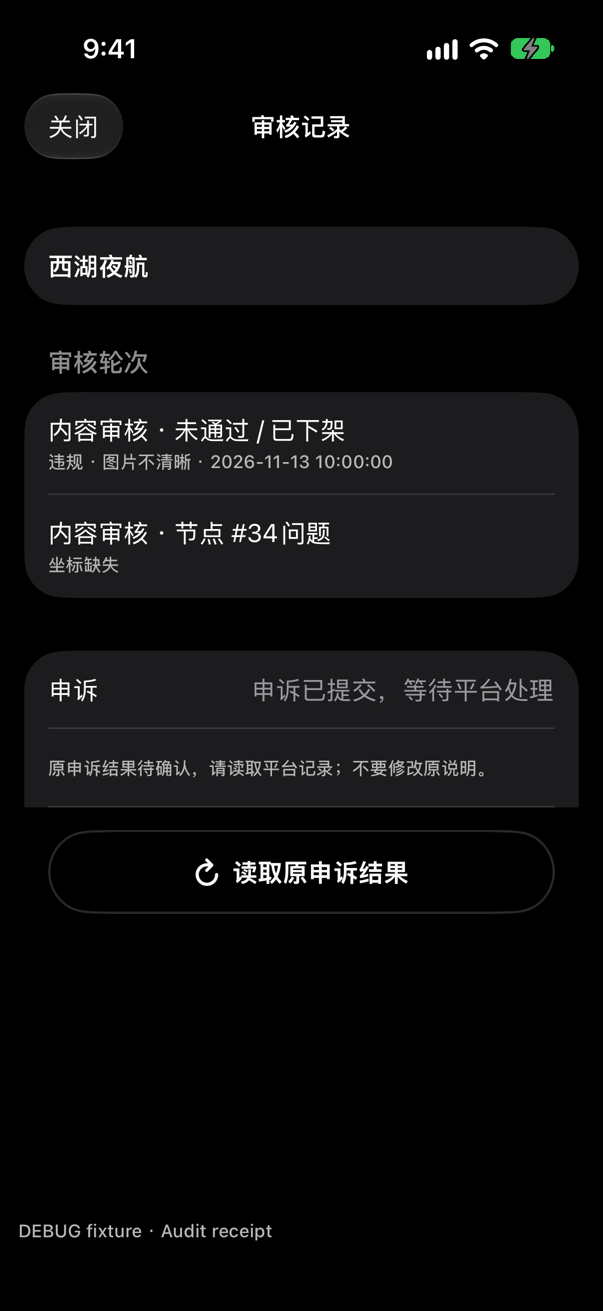 9:41
关闭
审核记录
西湖夜航
审核轮次
内容审核 · 未通过 / 已下架
违规 · 图片不清晰 · 2026-11-13 10:00:00
内容审核 · 节点 #34 问题
坐标缺失
申诉 申诉已提交，等待平台处理
原申诉结果待确认，请读取平台记录；不要修改原说明。
读取原申诉结果
DEBUG fixture · Audit receipt